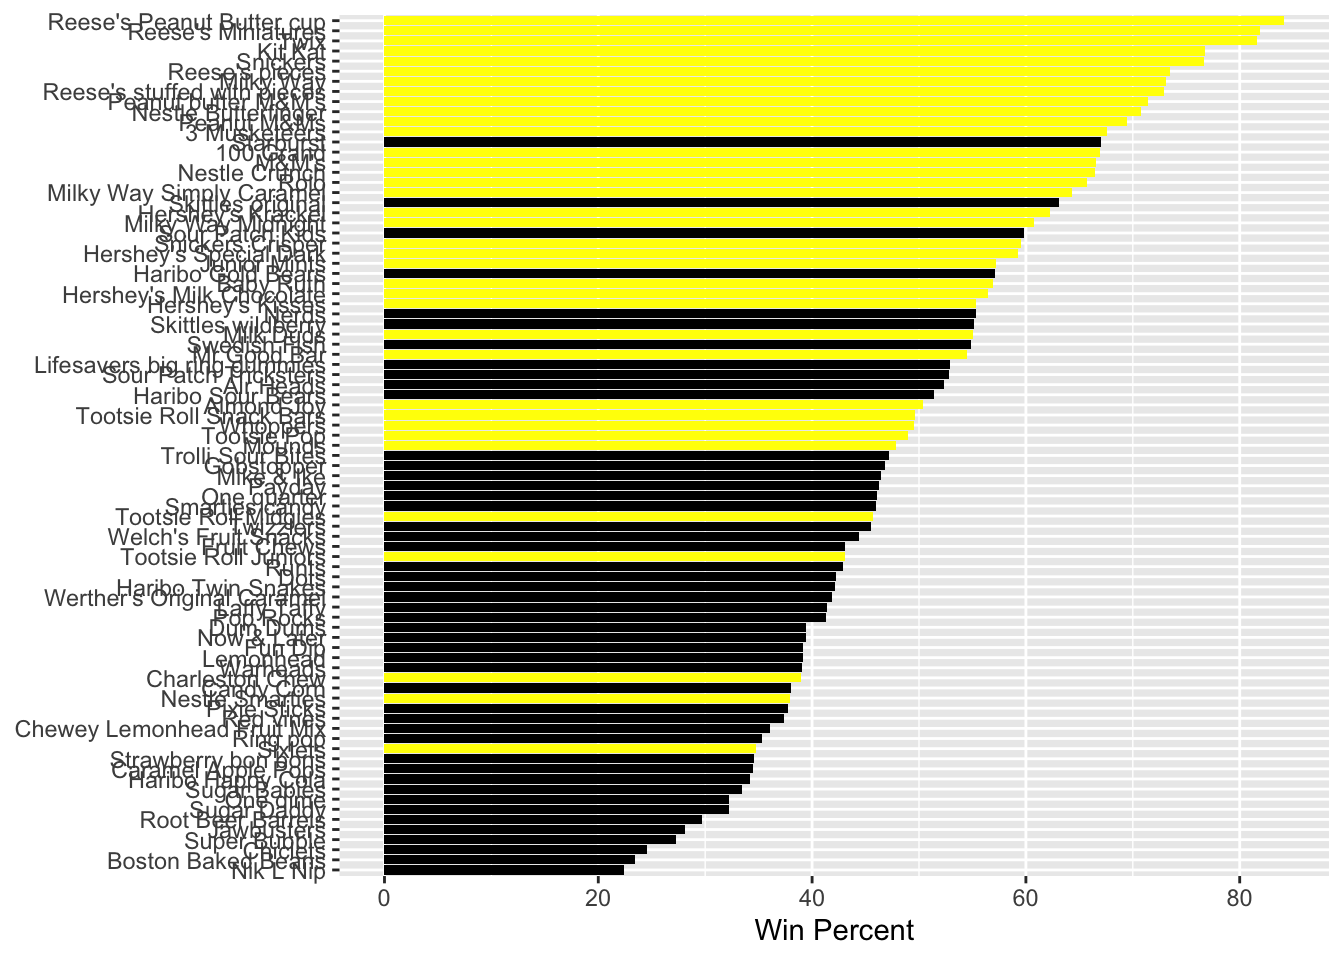 Reese's Peanut Butter cup
Reese's Miniatures
Twix
Kit Kat
Snickers
Reese's pieces
Milky Way
Reese's stuffed with pieces
Peanut butter M&M's
Nestle Butterfinger
Peanut M&Ms
3 Musketeers
Starburst
100 Grand
M&M's
Nestle Crunch
Rolo
Milky Way Simply Caramel
Skittles original
Hershey's Krackel
Milky Way Midnight
Sour Patch Kids
Snickers Crisper
Hershey's Special Dark
Junior Mints
Haribo Gold Bears
Baby Ruth
Hershey's Milk Chocolate
Hershey's Kisses
Nerds
Skittles wildberry
Milk Duds
Swedish Fish
Mr Good Bar
Lifesavers big ring gummies
Sour Patch Tricksters
Air Heads
Haribo Sour Bears
Almond Joy
Tootsie Roll Snack Bars
Whoppers
Tootsie Pop
Mounds
Trolli Sour Bites
Gobstopper
Mike & Ike
Payday
One quarter
Smarties candy
Tootsie Roll Midgies
Twizzlers
Welch's Fruit Snacks
Fruit Chews
Tootsie Roll Juniors
Runts
Dots
Haribo Twin Snakes
Werther's Original Caramel
Laffy Taffy
Pop Rocks
Dum Dums
Now & Later
Fun Dip
Lemonhead
Warheads
Charleston Chew
Candy Corn
Nestle Smarties
Pixie Sticks
Red vines
Chewey Lemonhead Fruit Mix
Ring pop
Sixlets
Strawberry bon bons
Caramel Apple Pops
Haribo Happy Cola
Sugar Babies
One dime
Sugar Daddy
Root Beer Barrels
Jawbusters
Super Bubble
Chiclets
Boston Baked Beans
Nik L Nip
0 20 40 60 80
Win Percent